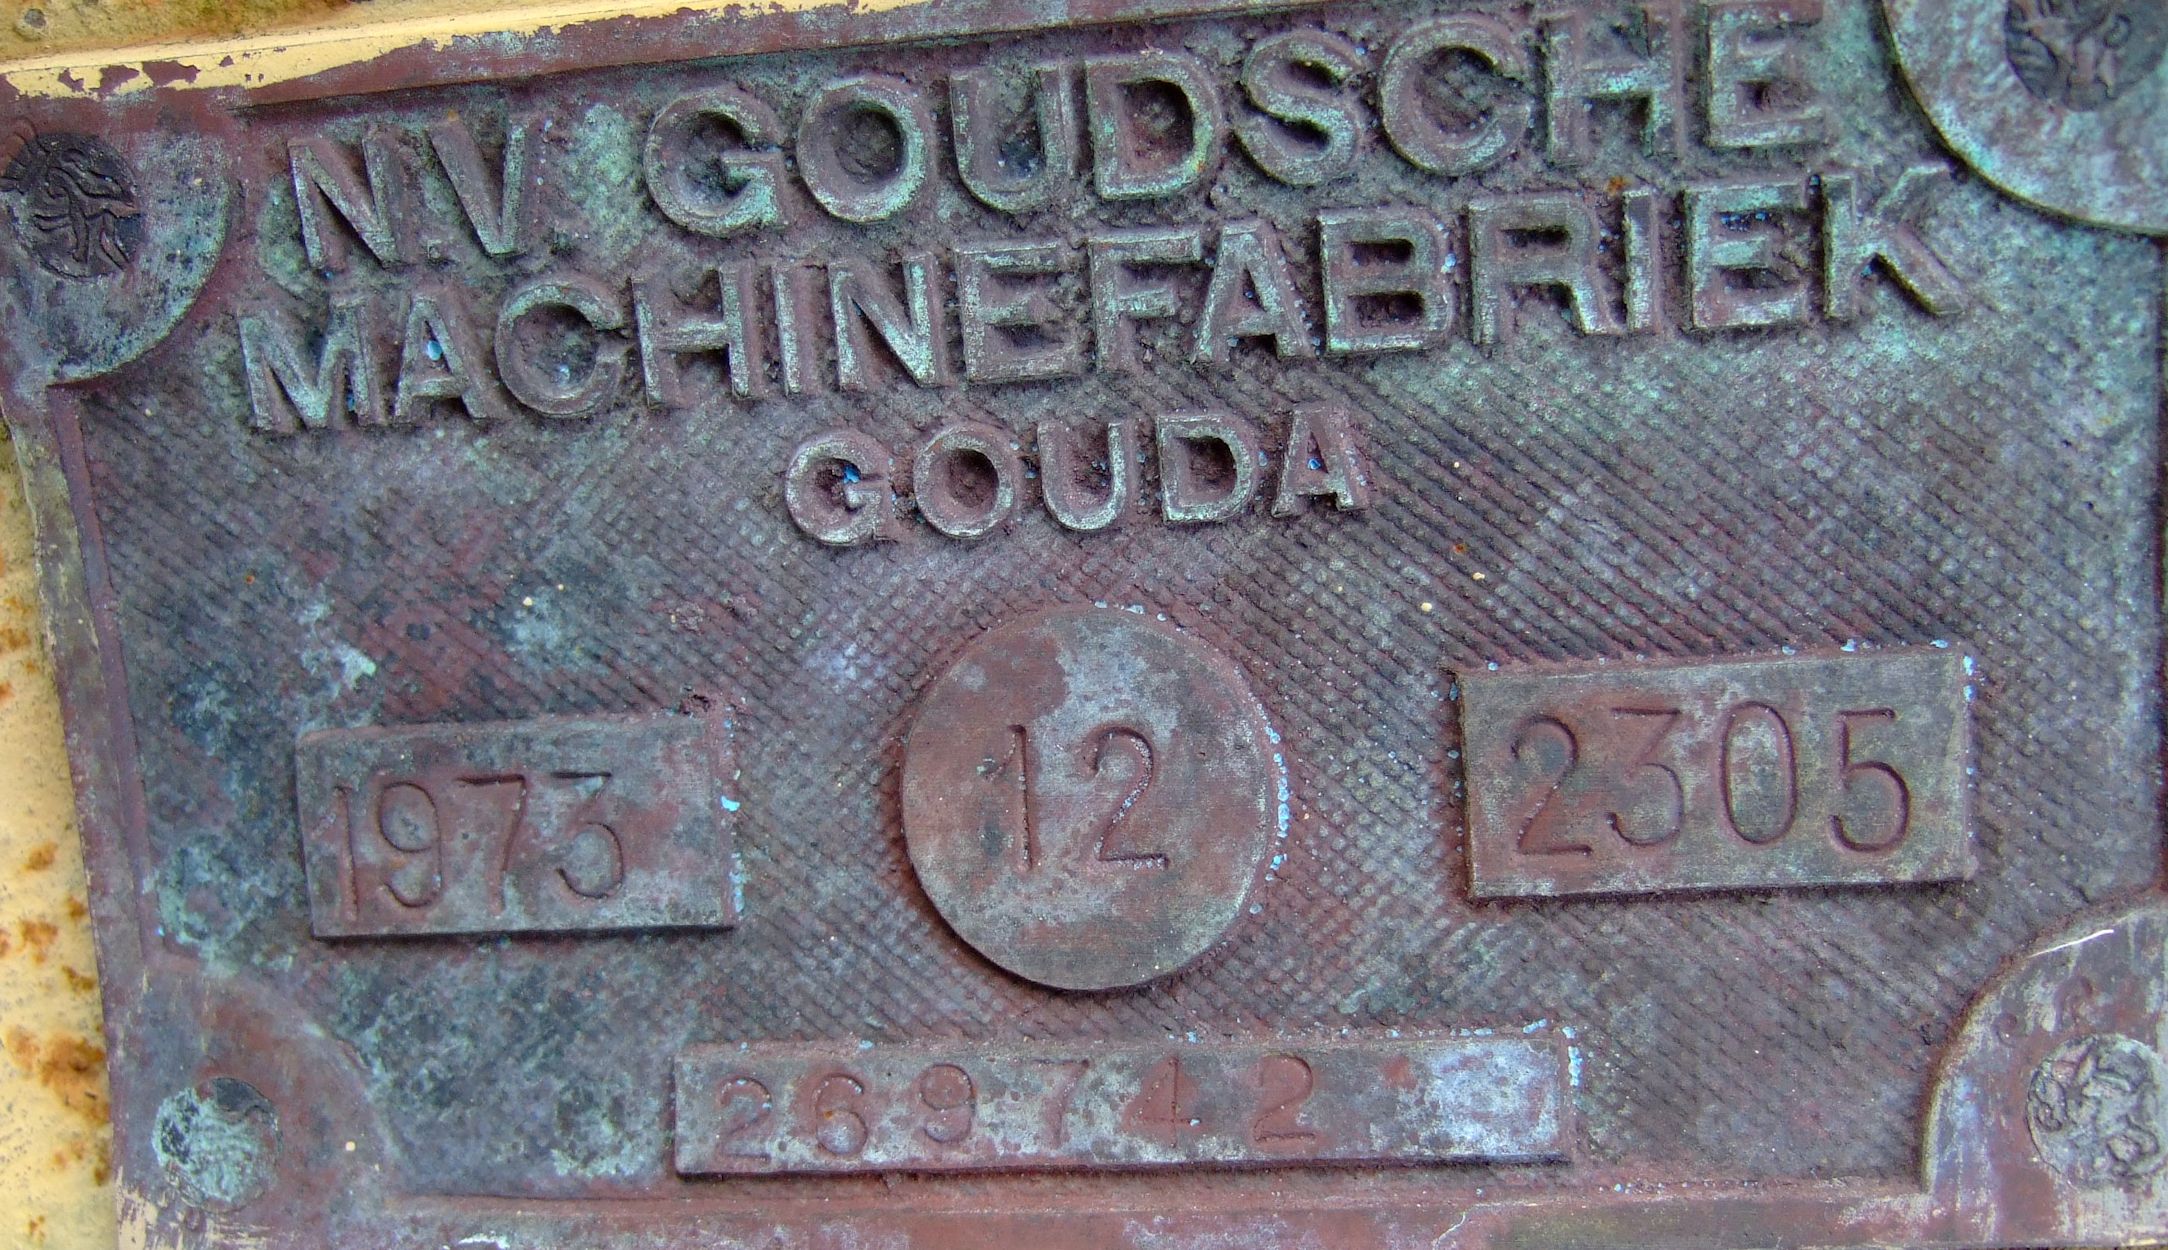 N.V GOUDSCHE
MACHINEFABRIEK
GOUDA
1973 12 2305
269742